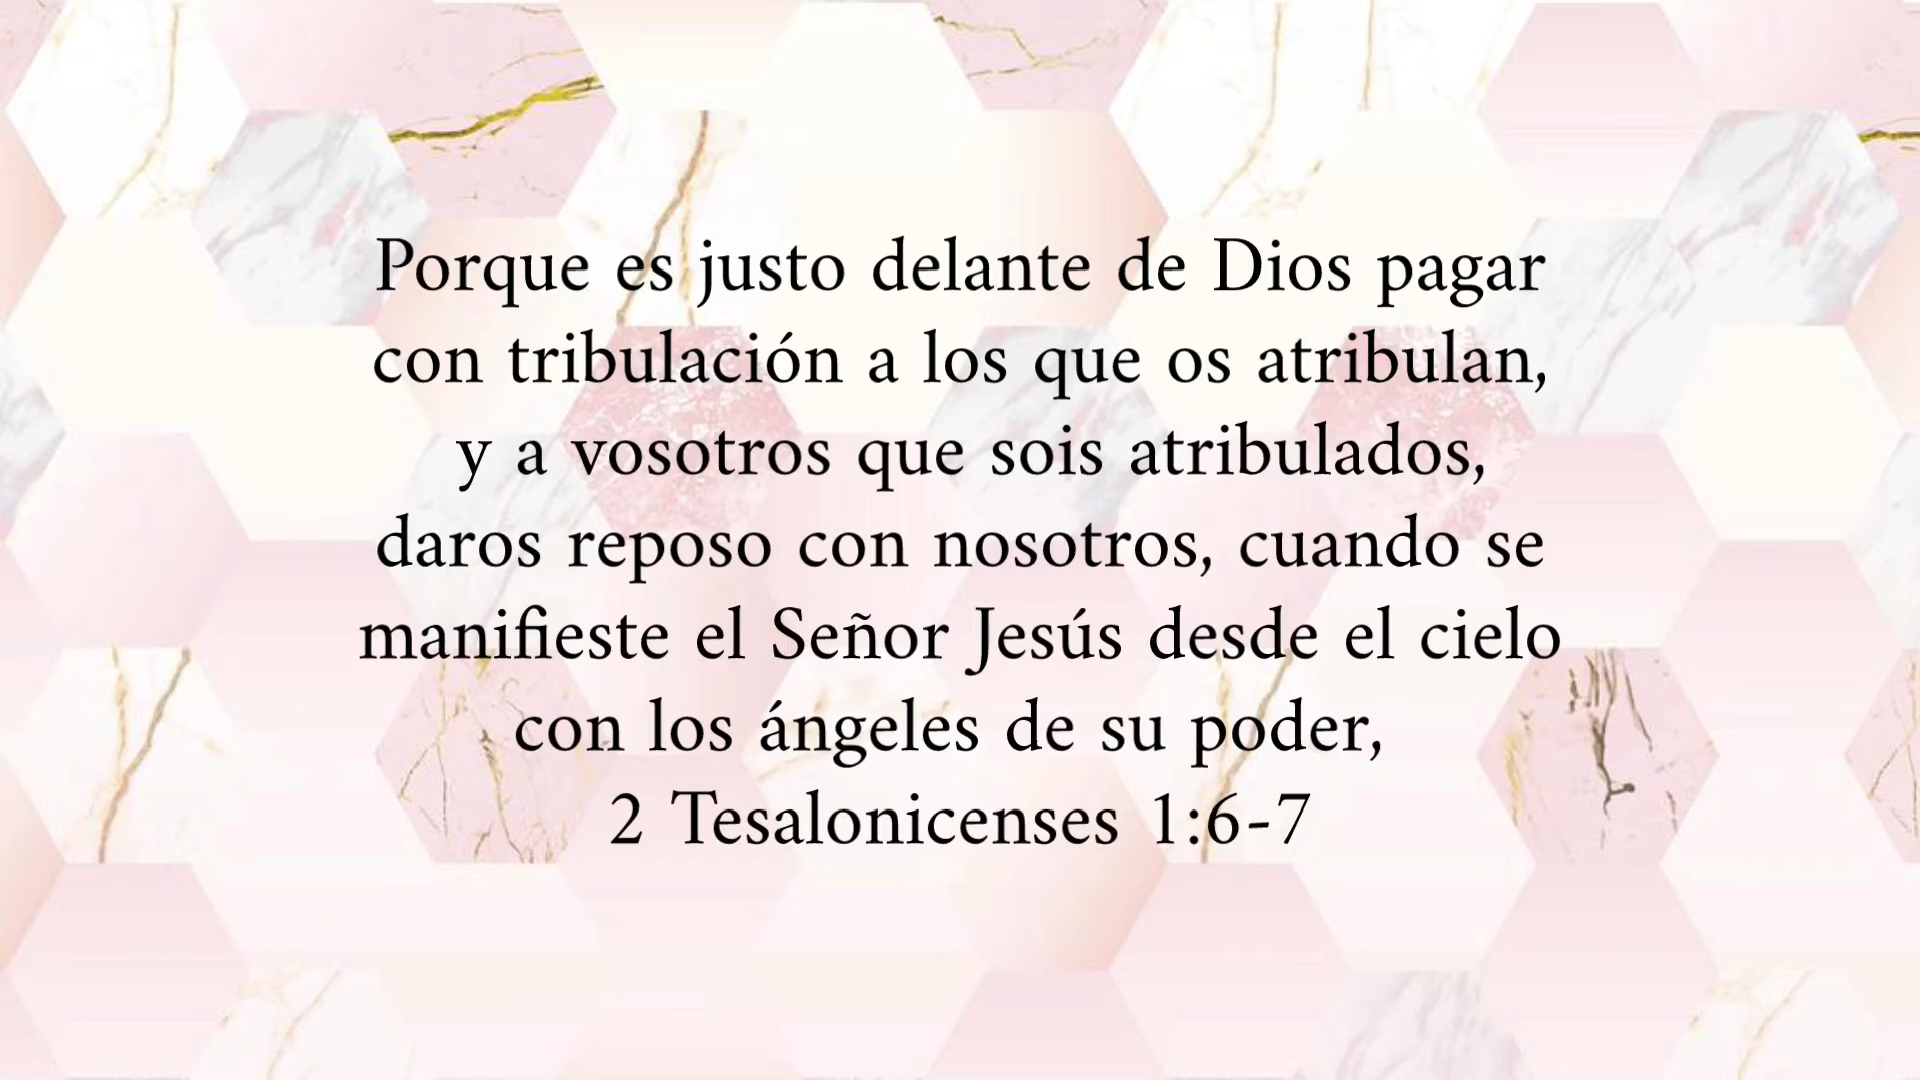 Porque es justo delante de Dios pagar
con tribulación a los que os atribulan,
y a vosotros que sois atribulados,
daros reposo con nosotros, cuando se
manifieste el Señor Jesús desde el cielo
con los ángeles de su poder,
2 Tesalonicenses 1:6-7